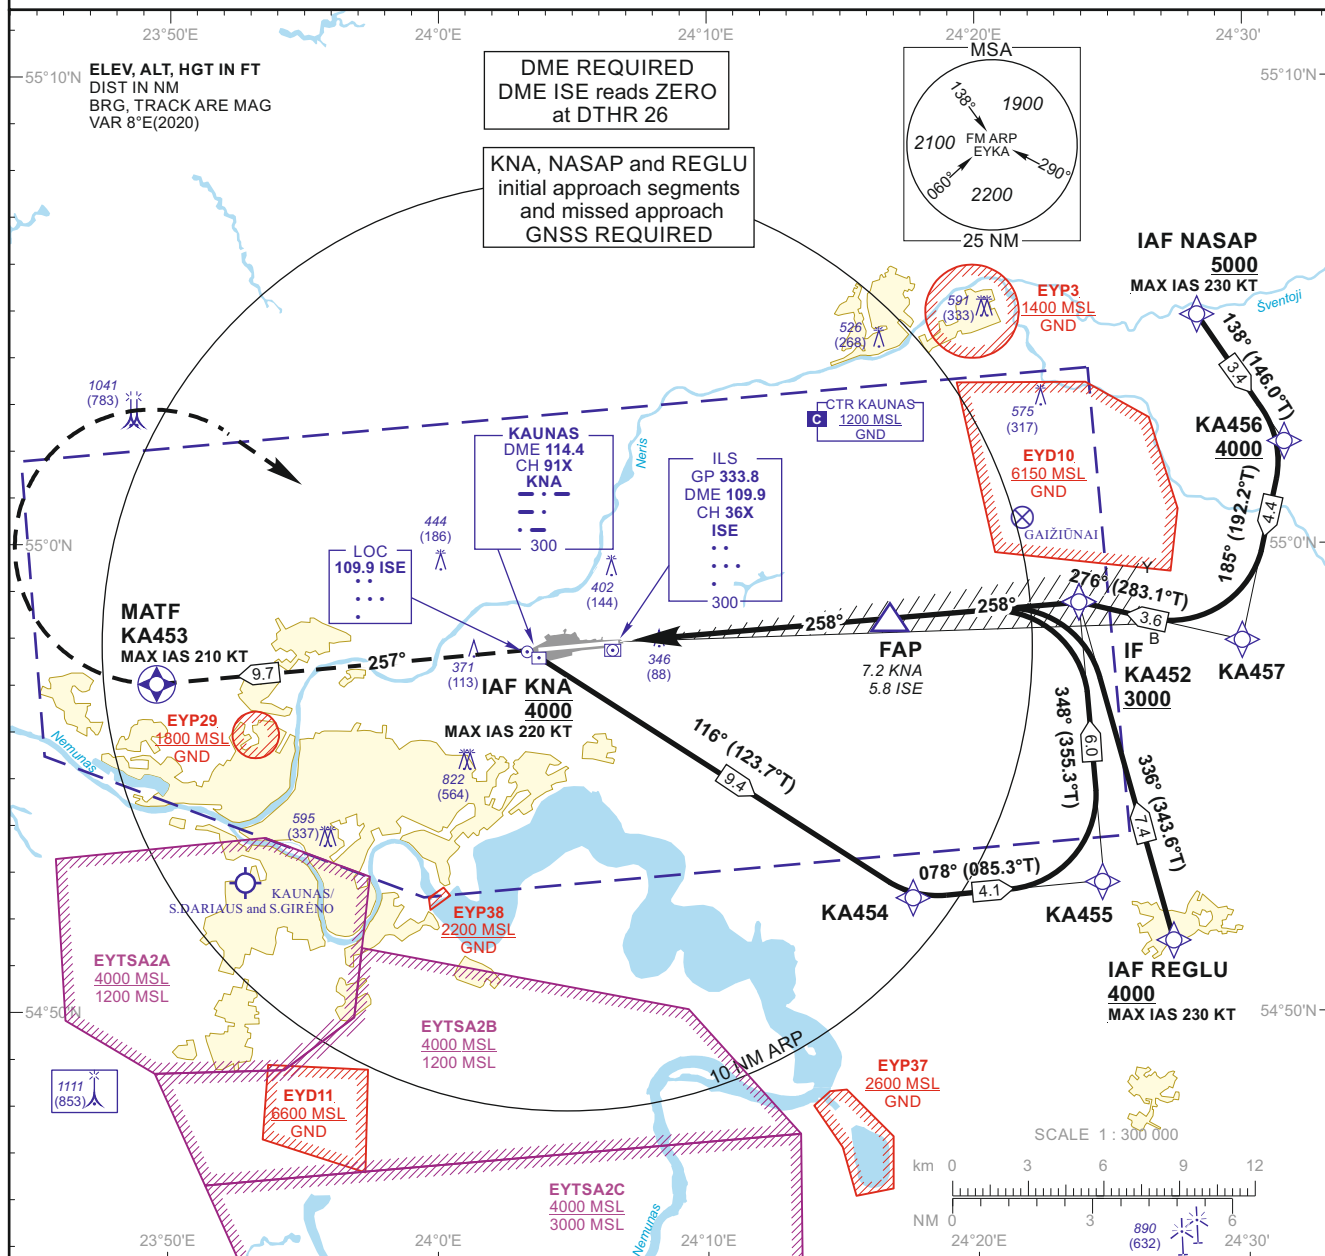 23°50'E
24°0'E
24°10'E
24°20'E
24°30'
55°10'N
55°10'N
ELEV, ALT, HGT IN FT
DIST IN NM
BRG, TRACK ARE MAG
VAR 8°E(2020)
DME REQUIRED
DME ISE reads ZERO
at DTHR 26
KNA, NASAP and REGLU
initial approach segments
and missed approach
GNSS REQUIRED
MSA
138°
1900
2100
FM ARP
EYKA
060°
290°
2200
25 NM
IAF NASAP
5000
MAX IAS 230 KT
Šventoji
EYP3
1400 MSL
GND
591
(333)
526
(268)
138° (146.0°T)
3.4
1041
(783)
CTR KAUNAS
C
1200 MSL
GND
575
(317)
KA456
4000
EYD10
6150 MSL
GND
GAIŽIŪNAI
Neris
KAUNAS
DME 114.4
CH 91X
KNA
300
ILS
GP 333.8
DME 109.9
CH 36X
ISE
300
4.4
185° (192.2°T)
444
(186)
LOC
109.9 ISE
402
(144)
55°0'N
55°0'N
Y
276° (283.1°T)
3.6
B
258°
258°
MATF
KA453
MAX IAS 210 KT
257°
9.7
371
(113)
346
(88)
FAP
7.2 KNA
5.8 ISE
IF
KA452
3000
KA457
IAF KNA
4000
MAX IAS 220 KT
EYP29
1800 MSL
GND
Nemunas
822
(564)
595
(337)
116° (123.7°T)
9.4
348° (355.3°T)
6.0
336° (343.6°T)
7.4
078° (085.3°T)
4.1
KA454
KA455
KAUNAS/
S.DARIAUS and S.GIRĖNO
EYP38
2200 MSL
GND
IAF REGLU
4000
MAX IAS 230 KT
EYTSA2A
4000 MSL
1200 MSL
54°50'N
54°50'N
EYTSA2B
4000 MSL
1200 MSL
10 NM ARP
EYP37
2600 MSL
GND
1111
(853)
EYD11
6600 MSL
GND
SCALE 1 : 300 000
km 0 3 6 9 12
NM 0 3 6
EYTSA2C
4000 MSL
3000 MSL
Nemunas
890
(632)
23°50'E
24°0'E
24°10'E
24°20'E
24°30'E